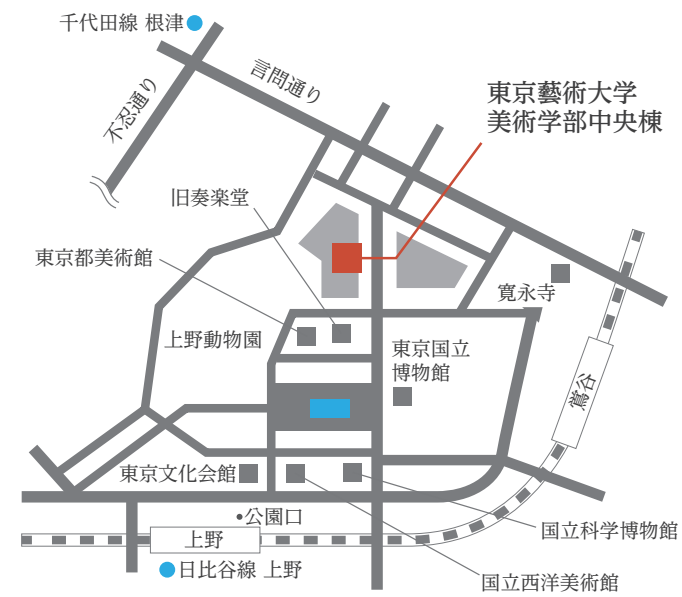 千代田線 根津
言問通り
不忍通り
東京藝術大学
美術学部中央棟
旧奏楽堂
東京都美術館
寛永寺
上野動物園
東京国立
博物館
鶯谷
東京文化会館
•公園口
国立科学博物館
上野
日比谷線 上野
国立西洋美術館